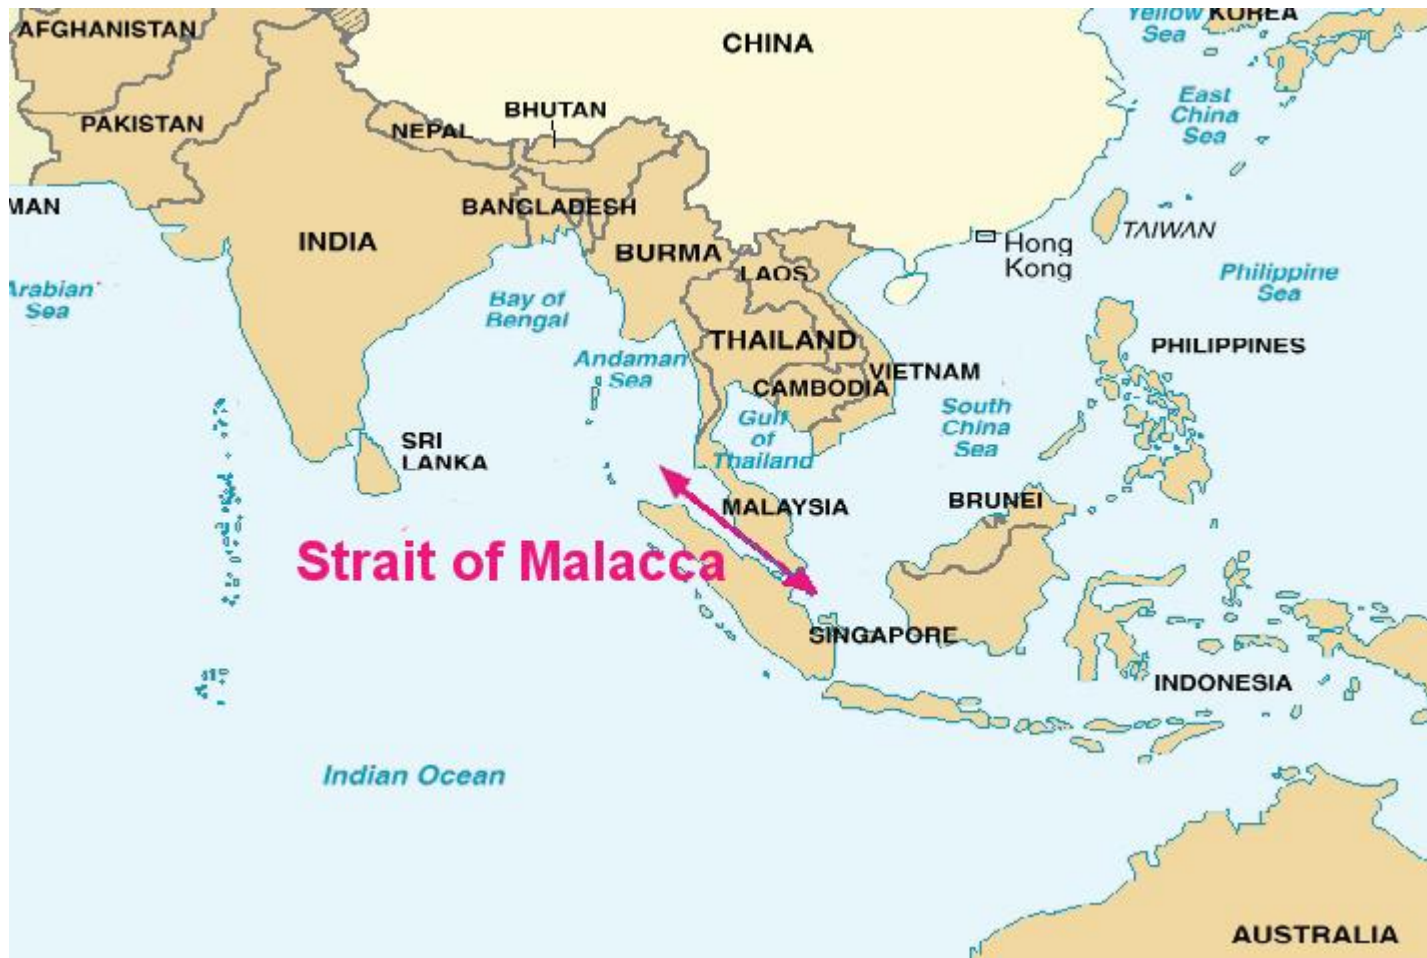 AFGHANISTAN
CHINA
Yellow
Sea
KOREA
PAKISTAN
NEPAL
BHUTAN
East
China
Sea
MAN
INDIA
BANGLADESH
BURMA
LAOS
Hong
Kong
TAIWAN
Arabian
Sea
Bay of
Bengal
Philippine
Sea
THAILAND
Andaman
Sea
CAMBODIA
VIETNAM
PHILIPPINES
SRI
LANKA
Gulf
of
Thailand
South
China
Sea
MALAYSIA
BRUNEI
Strait of Malacca
SINGAPORE
INDONESIA
Indian Ocean
AUSTRALIA